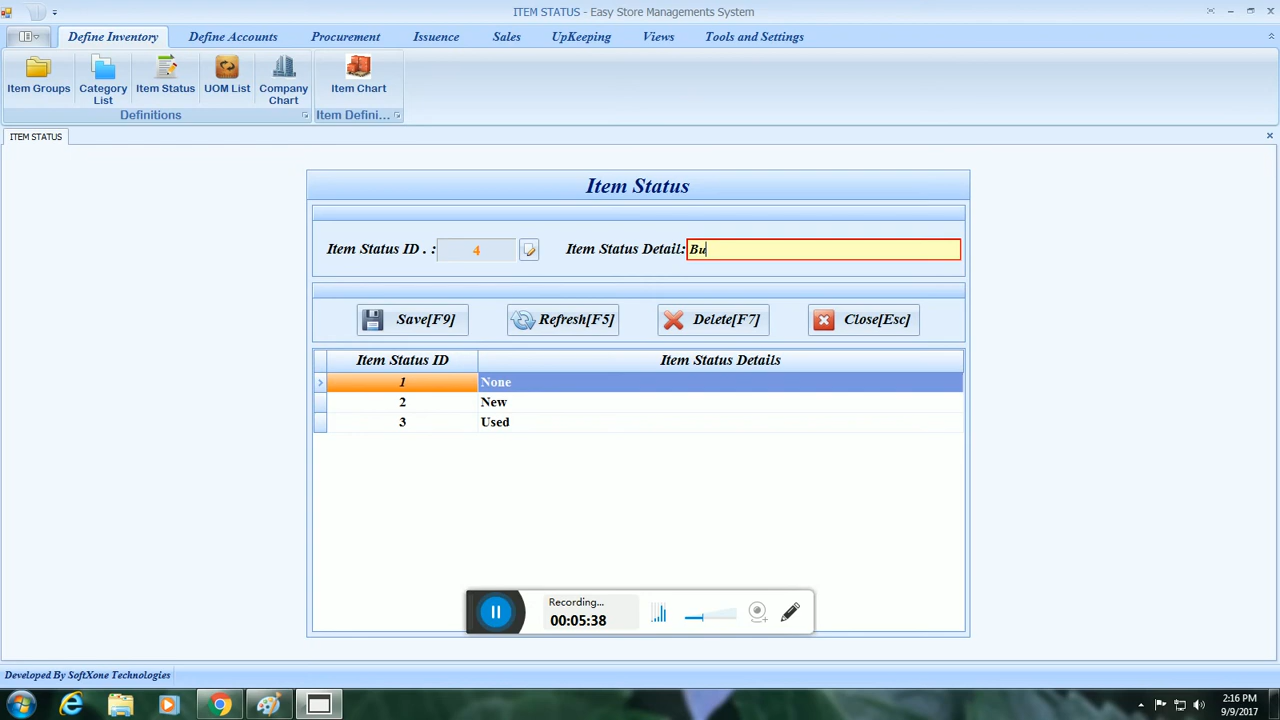 ITEM STATUS - Easy Store Managements System
Define Inventory Define Accounts Procurement Issuence Sales UpKeeping Views Tools and Settings
Item Groups Category List Item Status UOM List Company Chart Item Chart
Definitions Item Defini...
ITEM STATUS
Item Status
Item Status ID . : 4 Item Status Detail: Bu
Save[F9] Refresh[F5] Delete[F7] Close[Esc]
Item Status ID Item Status Details
1 None
2 New
3 Used
Recording...
00:05:38
Developed By SoftXone Technologies
2:16 PM
9/9/2017